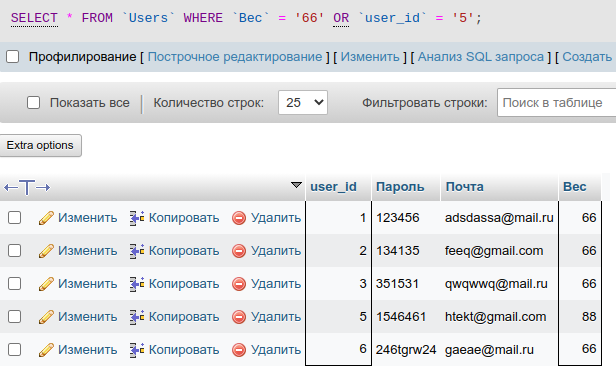 SELECT * FROM `Users` WHERE `Вес` = '66' OR `user_id` = '5';
Профилирование [ Построчное редактирование ] [ Изменить ] [ Анализ SQL запроса ] [ Создать
Показать все | Количество строк: 25 Фильтровать строки: Поиск в таблице
Extra options
←T→ user_id Пароль Почта Вес
Изменить Копировать Удалить 1 123456 adsdassa@mail.ru 66
Изменить Копировать Удалить 2 134135 feeq@gmail.com 66
Изменить Копировать Удалить 3 351531 qwqwwq@mail.ru 66
Изменить Копировать Удалить 5 1546461 htekt@gmail.com 88
Изменить Копировать Удалить 6 246tgrw24 gaeae@mail.ru 66